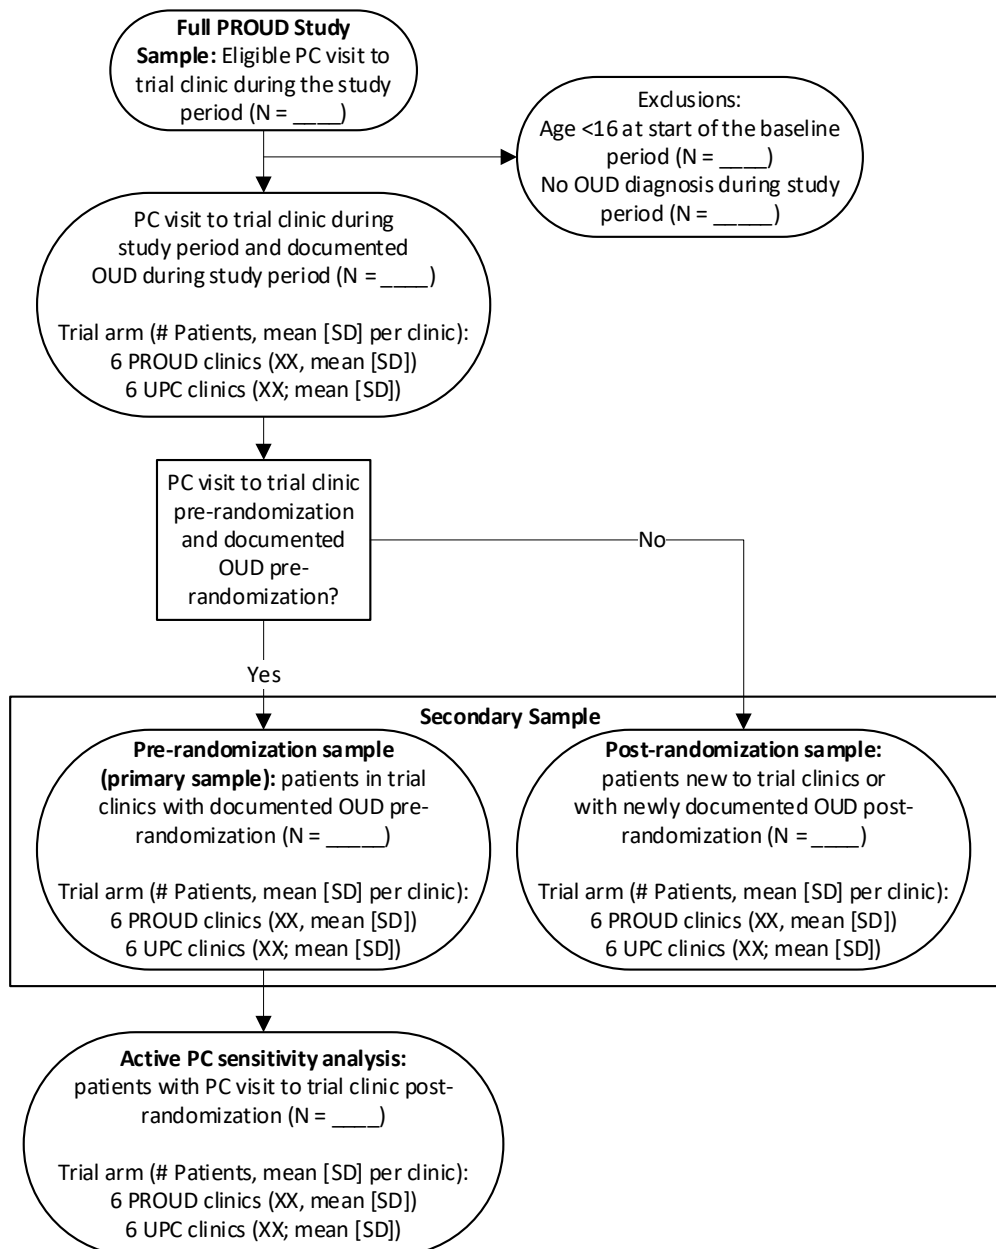 Full PROUD Study
Sample: Eligible PC visit to
trial clinic during the study
period (N = ____)
Exclusions:
Age <16 at start of the baseline
period (N = ____)
No OUD diagnosis during study
period (N = _____)
PC visit to trial clinic during
study period and documented
OUD during study period (N = ____)
Trial arm (# Patients, mean [SD] per clinic):
6 PROUD clinics (XX, mean [SD])
6 UPC clinics (XX; mean [SD])
PC visit to trial clinic
pre-randomization
and documented
OUD pre-
randomization?
No
Yes
Secondary Sample
Pre-randomization sample
(primary sample): patients in trial
clinics with documented OUD pre-
randomization (N = _____)
Trial arm (# Patients, mean [SD] per clinic):
6 PROUD clinics (XX, mean [SD])
6 UPC clinics (XX; mean [SD])
Post-randomization sample:
patients new to trial clinics or
with newly documented OUD post-
randomization (N = ____)
Trial arm (# Patients, mean [SD] per clinic):
6 PROUD clinics (XX, mean [SD])
6 UPC clinics (XX; mean [SD])
Active PC sensitivity analysis:
patients with PC visit to trial clinic post-
randomization (N = ____)
Trial arm (# Patients, mean [SD] per clinic):
6 PROUD clinics (XX, mean [SD])
6 UPC clinics (XX; mean [SD])